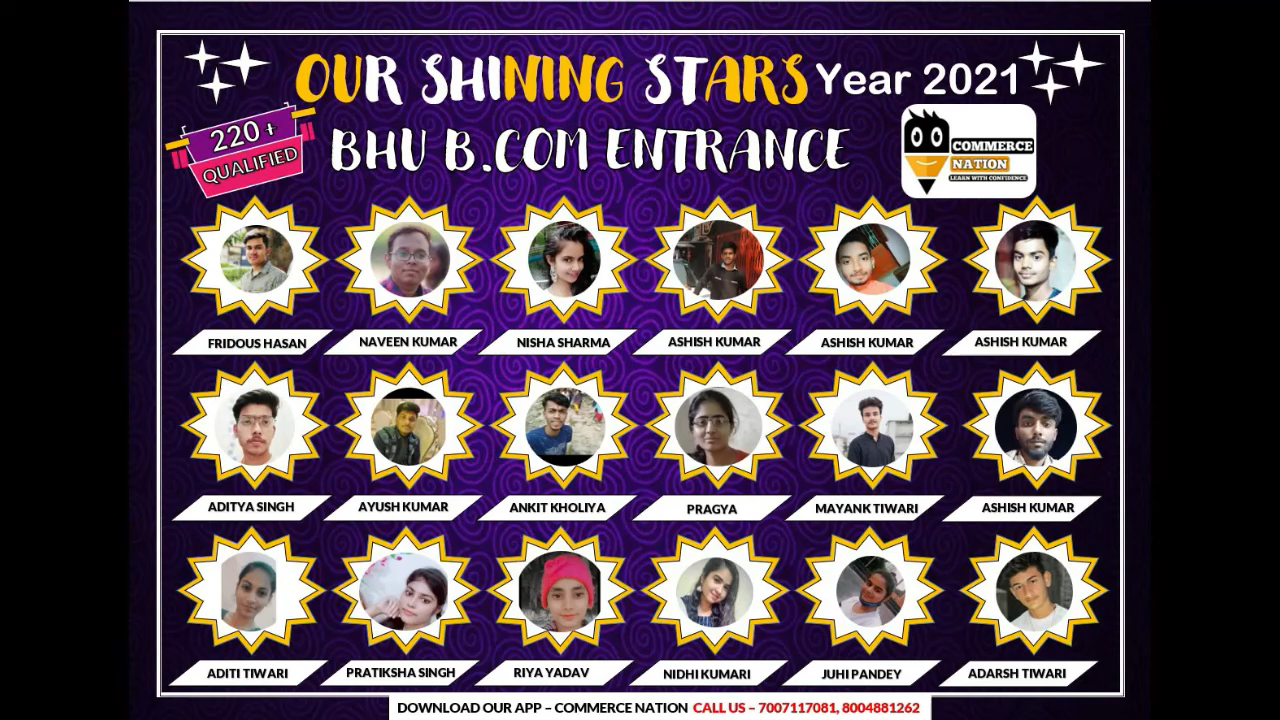 OUR SHINING STARS Year 2021
220+
QUALIFIED
BHU B.COM ENTRANCE
COMMERCE
NATION
LEARN WITH CONFIDENCE
FRIDOUS HASAN
NAVEEN KUMAR
NISHA SHARMA
ASHISH KUMAR
ASHISH KUMAR
ASHISH KUMAR
ADITYA SINGH
AYUSH KUMAR
ANKIT KHOLIYA
PRAGYA
MAYANK TIWARI
ASHISH KUMAR
ADITI TIWARI
PRATIKSHA SINGH
RIYA YADAV
NIDHI KUMARI
JUHI PANDEY
ADARSH TIWARI
DOWNLOAD OUR APP – COMMERCE NATION CALL US – 7007117081, 8004881262